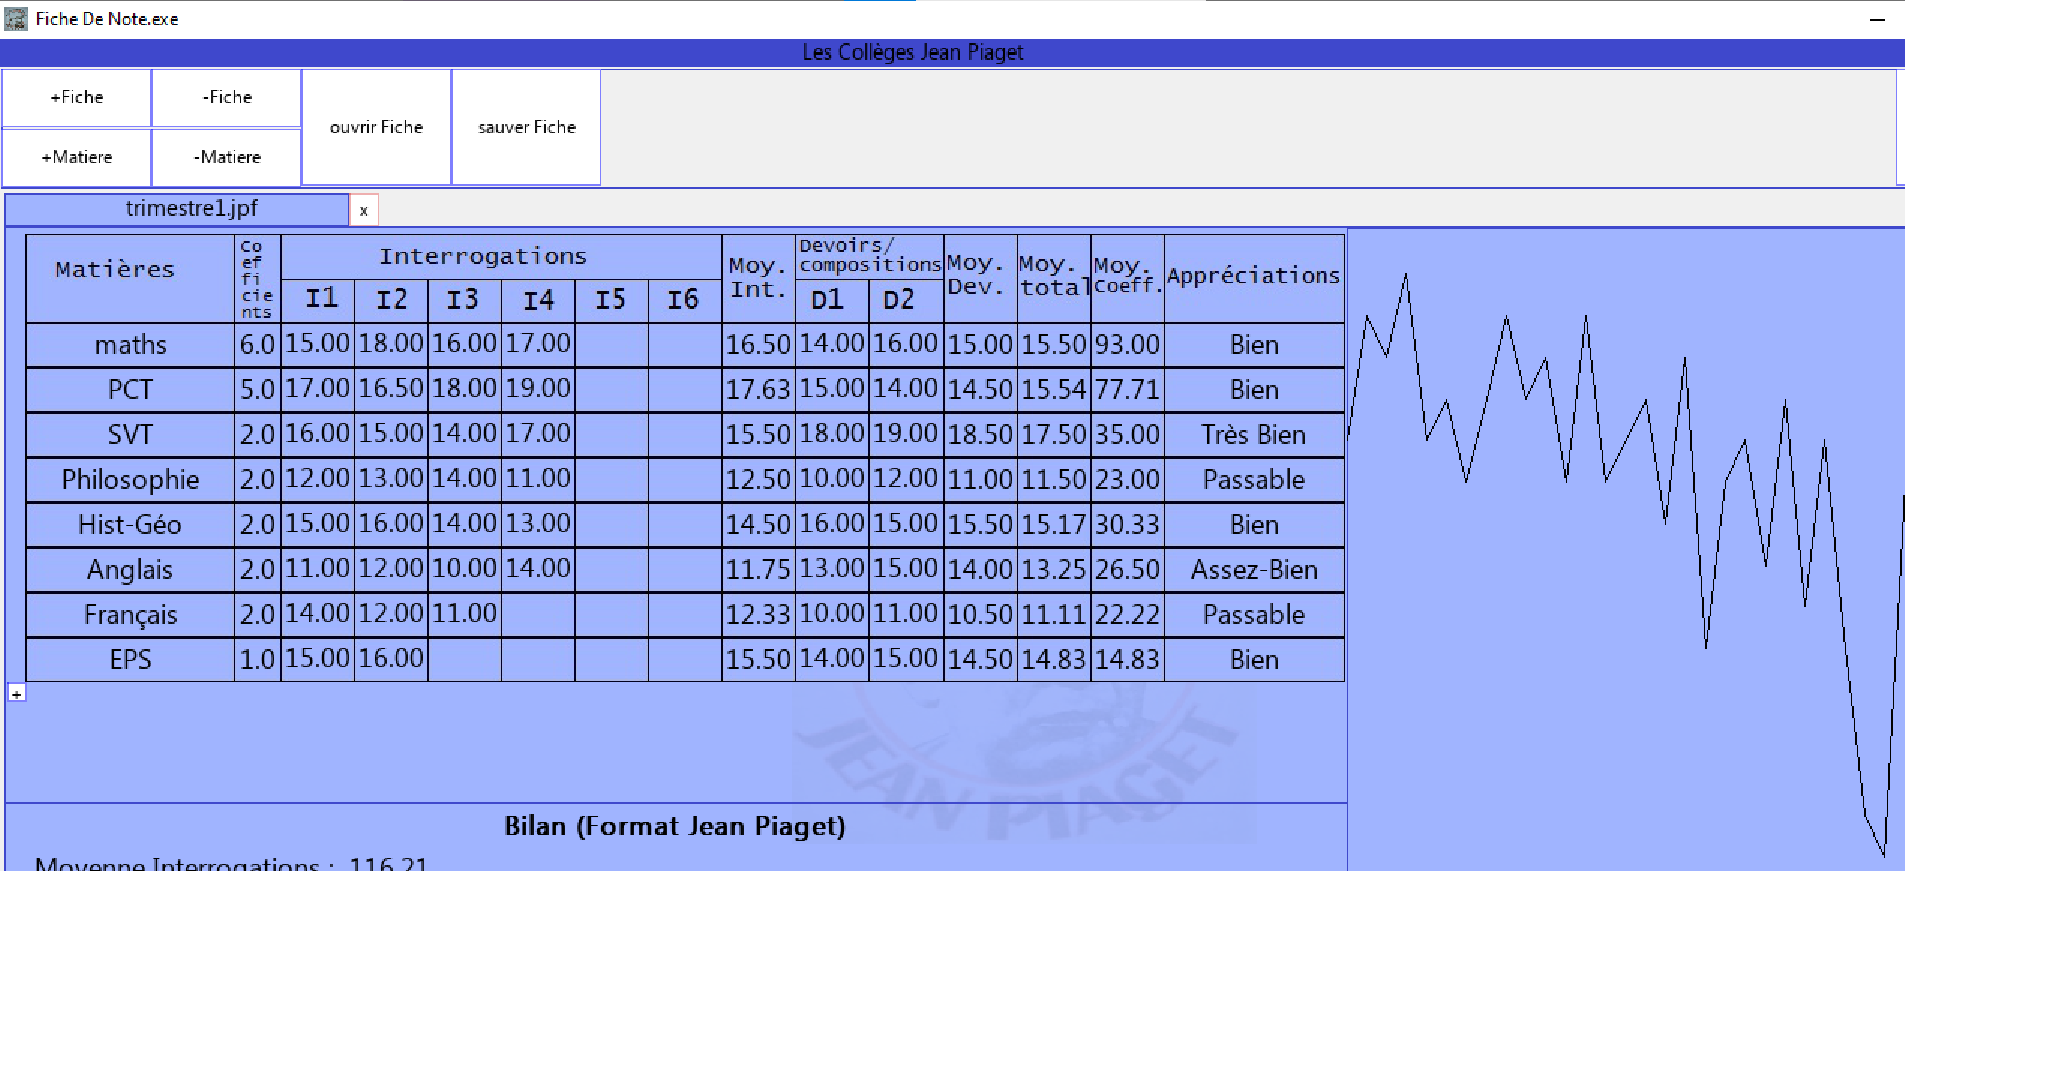 Fiche De Note.exe
Les Collèges Jean Piaget
+Fiche -Fiche ouvrir Fiche sauver Fiche
+Matiere -Matiere
trimestre1.jpf x
Matières Coefficients Interrogations Moy. Int. Devoirs/compositions Moy. Dev. Moy. total Moy. Coeff. Appréciations
I1 I2 I3 I4 I5 I6 D1 D2
maths 6.0 15.00 18.00 16.00 17.00 16.50 14.00 16.00 15.00 15.50 93.00 Bien
PCT 5.0 17.00 16.50 18.00 19.00 17.63 15.00 14.00 14.50 15.54 77.71 Bien
SVT 2.0 16.00 15.00 14.00 17.00 15.50 18.00 19.00 18.50 17.50 35.00 Très Bien
Philosophie 2.0 12.00 13.00 14.00 11.00 12.50 10.00 12.00 11.00 11.50 23.00 Passable
Hist-Géo 2.0 15.00 16.00 14.00 13.00 14.50 16.00 15.00 15.50 15.17 30.33 Bien
Anglais 2.0 11.00 12.00 10.00 14.00 11.75 13.00 15.00 14.00 13.25 26.50 Assez-Bien
Français 2.0 14.00 12.00 11.00 12.33 10.00 11.00 10.50 11.11 22.22 Passable
EPS 1.0 15.00 16.00 15.50 14.00 15.00 14.50 14.83 14.83 Bien
+
JEAN PIAGET
Bilan (Format Jean Piaget)
Moyenne Interrogations : 116.21